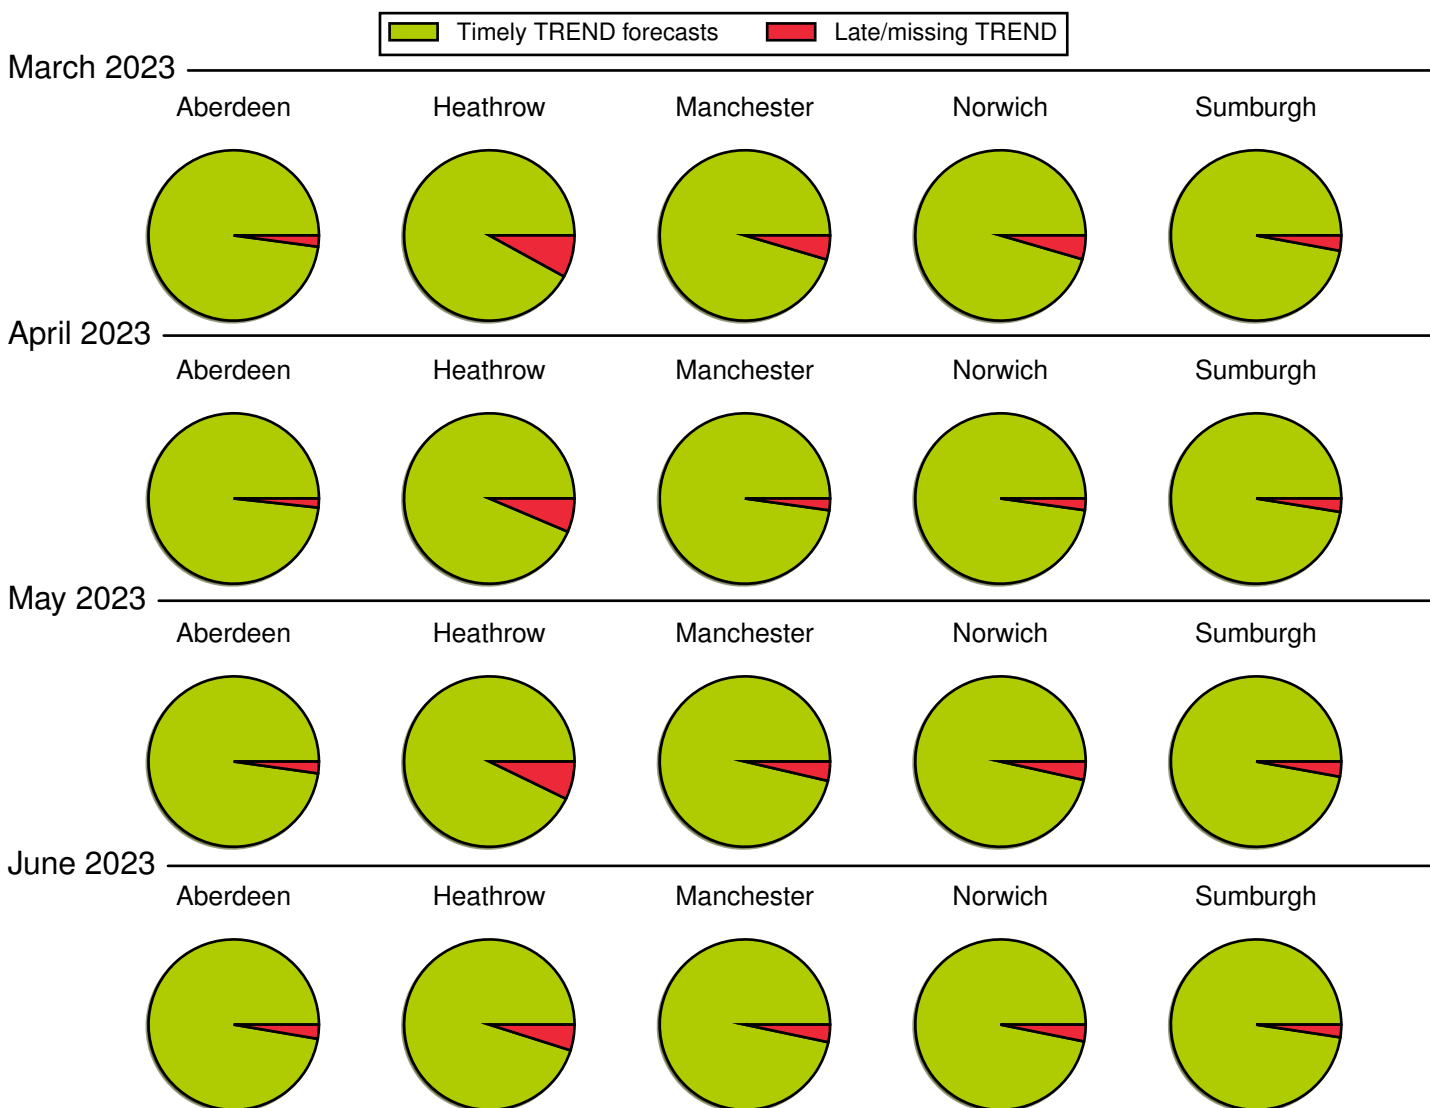 Timely TREND forecasts Late/missing TREND
March 2023
Aberdeen Heathrow Manchester Norwich Sumburgh
April 2023
Aberdeen Heathrow Manchester Norwich Sumburgh
May 2023
Aberdeen Heathrow Manchester Norwich Sumburgh
June 2023
Aberdeen Heathrow Manchester Norwich Sumburgh